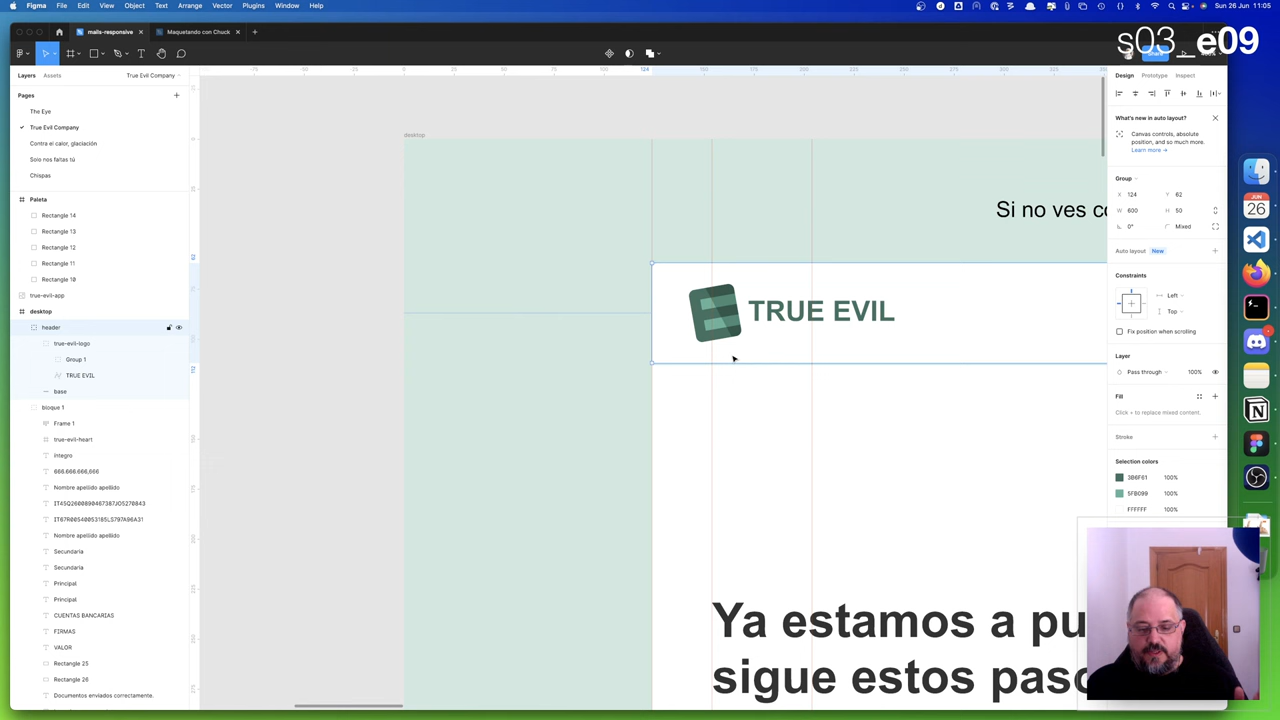 Figma File Edit View Object Text Arrange Vector Plugins Window Help
Sun 26 Jun 11:05
s03 e09
mails-responsive
Maquetando con Chuck
Share
Layers Assets True Evil Company
Pages
The Eye
True Evil Company
Contra el calor, glaciación
Solo nos faltas tú
Chispas
Paleta
Rectangle 14
Rectangle 13
Rectangle 12
Rectangle 11
Rectangle 10
true-evil-app
desktop
header
true-evil-logo
Group 1
TRUE EVIL
base
bloque 1
Frame 1
true-evil-heart
Íntegro
666.666.666,666
Nombre apellido apellido
IT45Q2600890467387JO5270843
IT67R00540053185LS797A96A31
Nombre apellido apellido
Secundaria
Secundaria
Principal
Principal
CUENTAS BANCARIAS
FIRMAS
VALOR
Rectangle 25
Rectangle 26
Documentos enviados correctamente.
desktop
Si no ves co
TRUE EVIL
Ya estamos a pu
sigue estos paso
Design Prototype Inspect
What's new in auto layout?
Canvas controls, absolute
position, and so much more.
Learn more →
Group
X 124 Y 62
W 600 H 50
0° Mixed
Auto layout New
Constraints
Left
Top
Fix position when scrolling
Layer
Pass through 100%
Fill
Click + to replace mixed content.
Stroke
Selection colors
3B6F61 100%
5FB099 100%
FFFFFF 100%
JUN
26